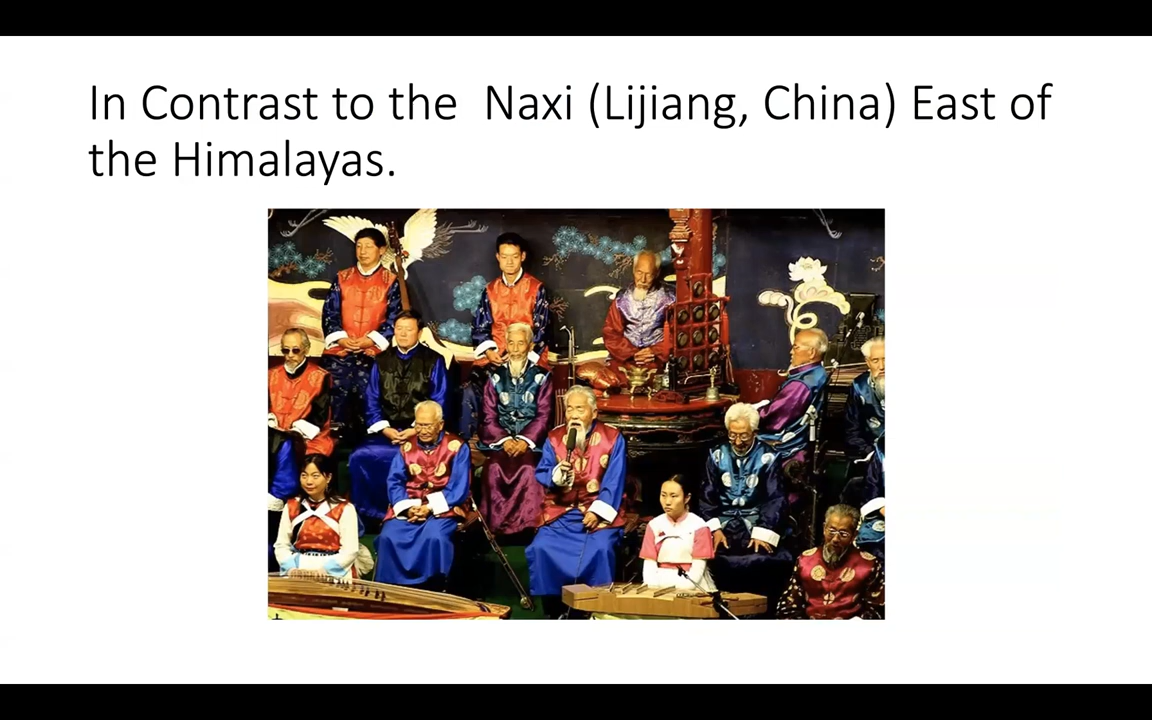 In Contrast to the  Naxi (Lijiang, China) East of
the Himalayas.